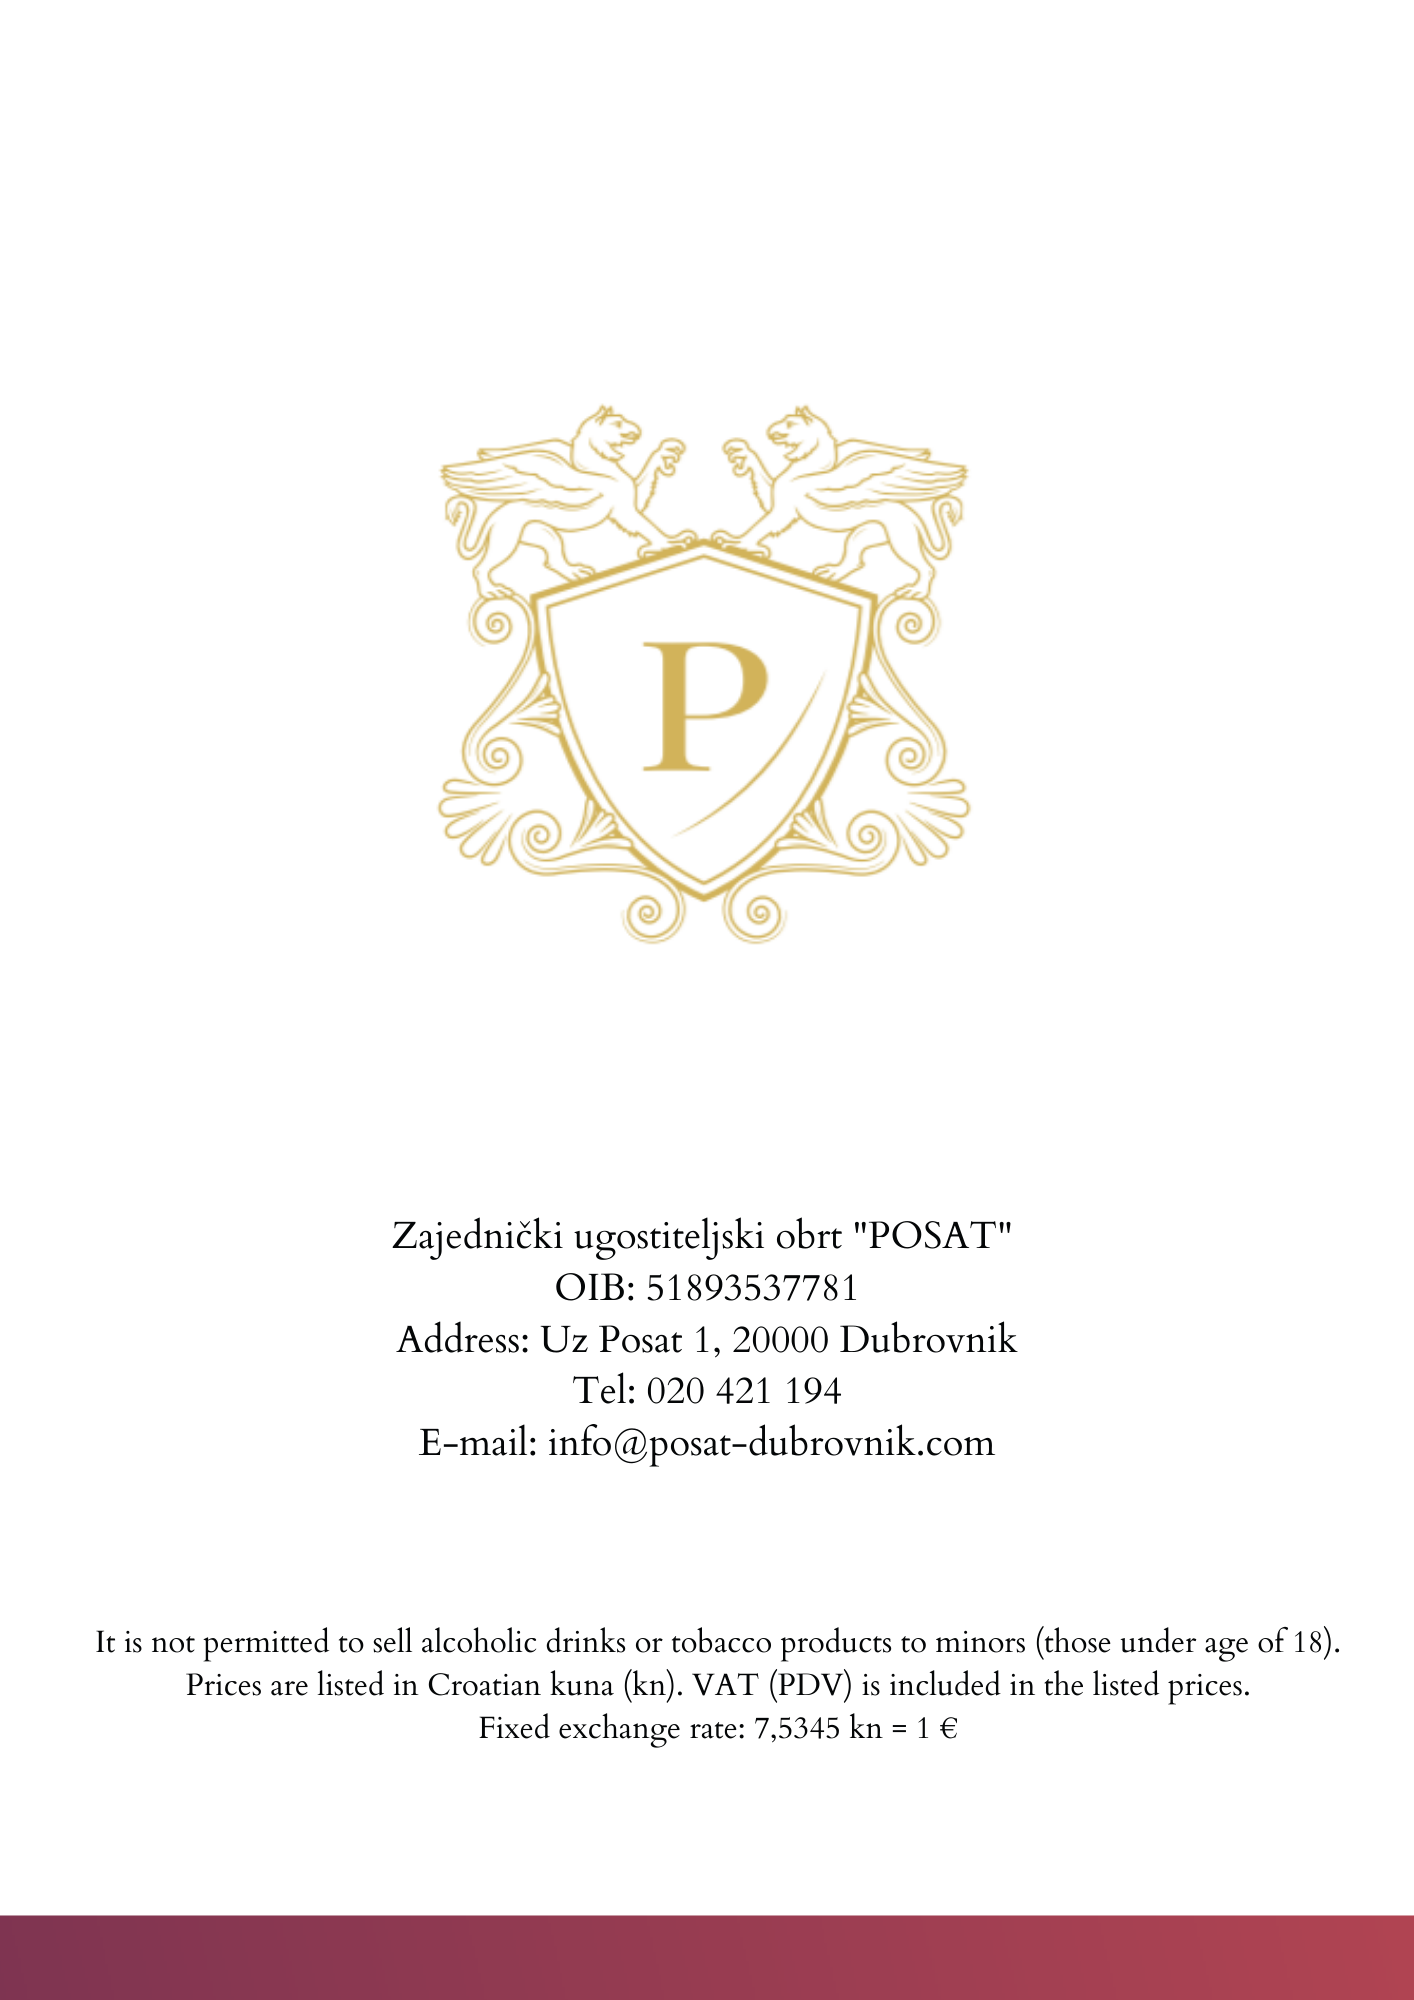 P
Zajednički ugostiteljski obrt "POSAT"
OIB: 51893537781
Address: Uz Posat 1, 20000 Dubrovnik
Tel: 020 421 194
E-mail: info@posat-dubrovnik.com
It is not permitted to sell alcoholic drinks or tobacco products to minors (those under age of 18).
Prices are listed in Croatian kuna (kn). VAT (PDV) is included in the listed prices.
Fixed exchange rate: 7,5345 kn = 1 €